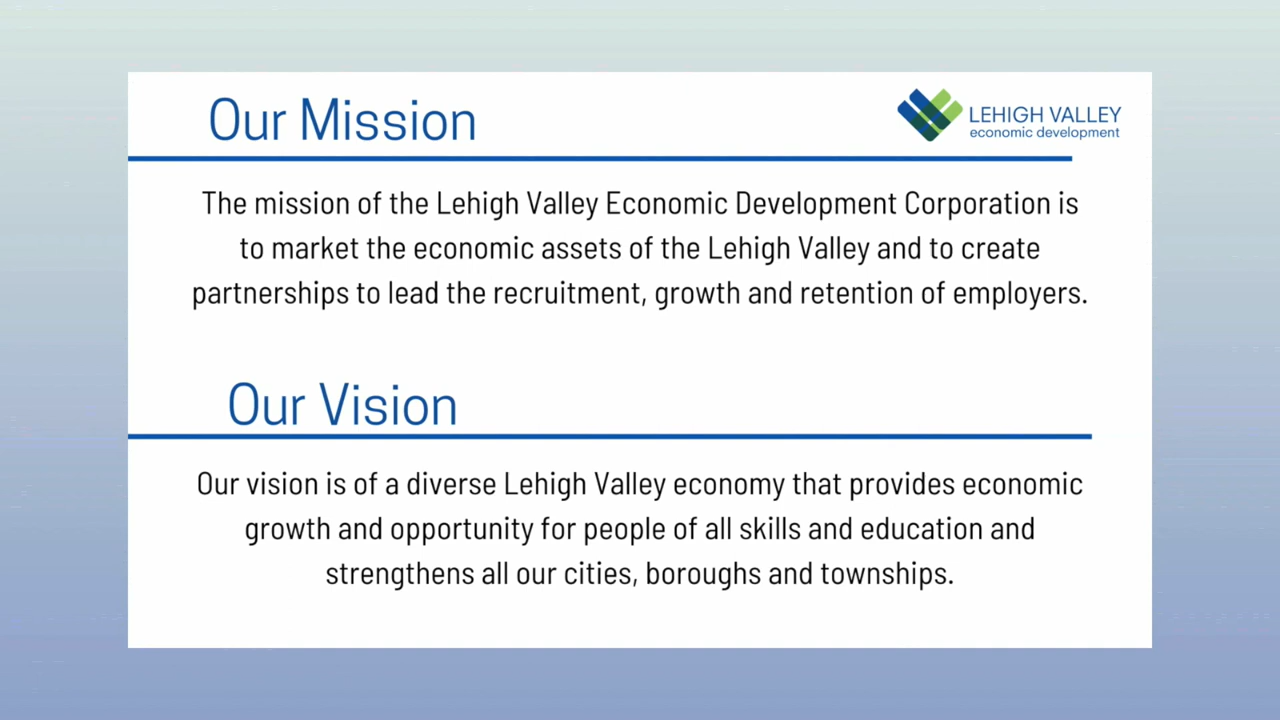 Our Mission
LEHIGH VALLEY
economic development
The mission of the Lehigh Valley Economic Development Corporation is
to market the economic assets of the Lehigh Valley and to create
partnerships to lead the recruitment, growth and retention of employers.
Our Vision
Our vision is of a diverse Lehigh Valley economy that provides economic
growth and opportunity for people of all skills and education and
strengthens all our cities, boroughs and townships.